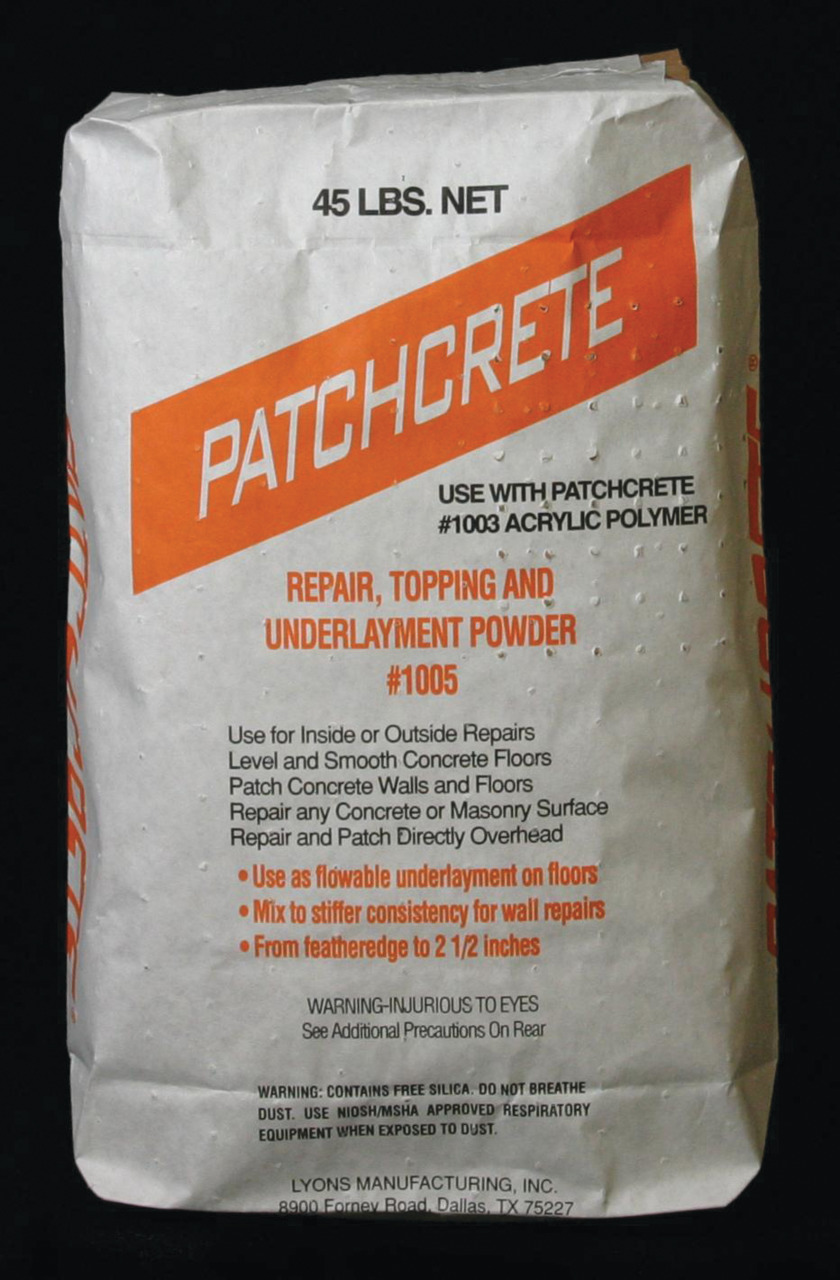 45 LBS. NET
PATCHCRETE
USE WITH PATCHCRETE
#1003 ACRYLIC POLYMER
REPAIR, TOPPING AND
UNDERLAYMENT POWDER
#1005
Use for Inside or Outside Repairs
Level and Smooth Concrete Floors
Patch Concrete Walls and Floors
Repair any Concrete or Masonry Surface
Repair and Patch Directly Overhead
• Use as flowable underlayment on floors
• Mix to stiffer consistency for wall repairs
• From featheredge to 2 1/2 inches
WARNING-INJURIOUS TO EYES
See Additional Precautions On Rear
WARNING: CONTAINS FREE SILICA. DO NOT BREATHE
DUST. USE NIOSH/MSHA APPROVED RESPIRATORY
EQUIPMENT WHEN EXPOSED TO DUST.
LYONS MANUFACTURING, INC.
8900 Forney Road, Dallas, TX 75227